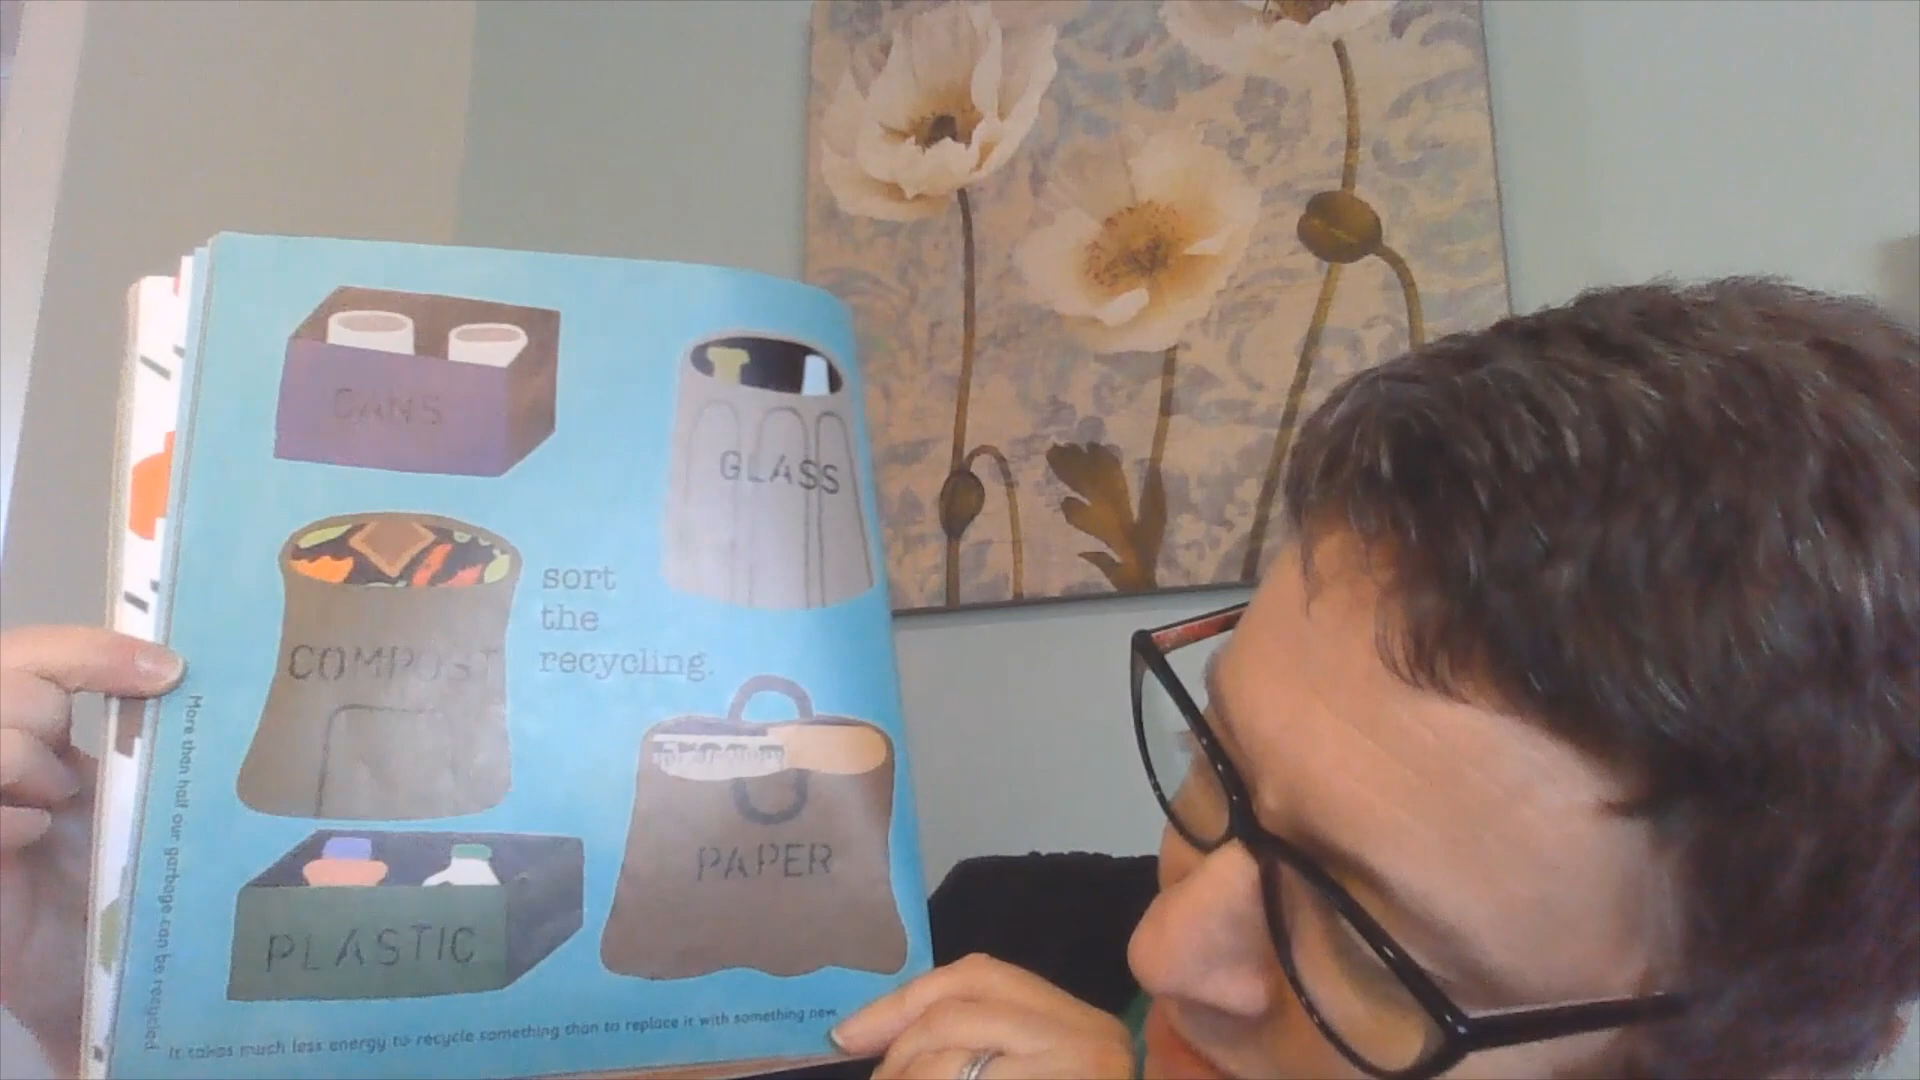 CANS
GLASS
COMPOST
sort
the
recycling.
PAPER
PLASTIC
More than half our garbage can be recycled
It takes much less energy to recycle something than to replace it with something new.